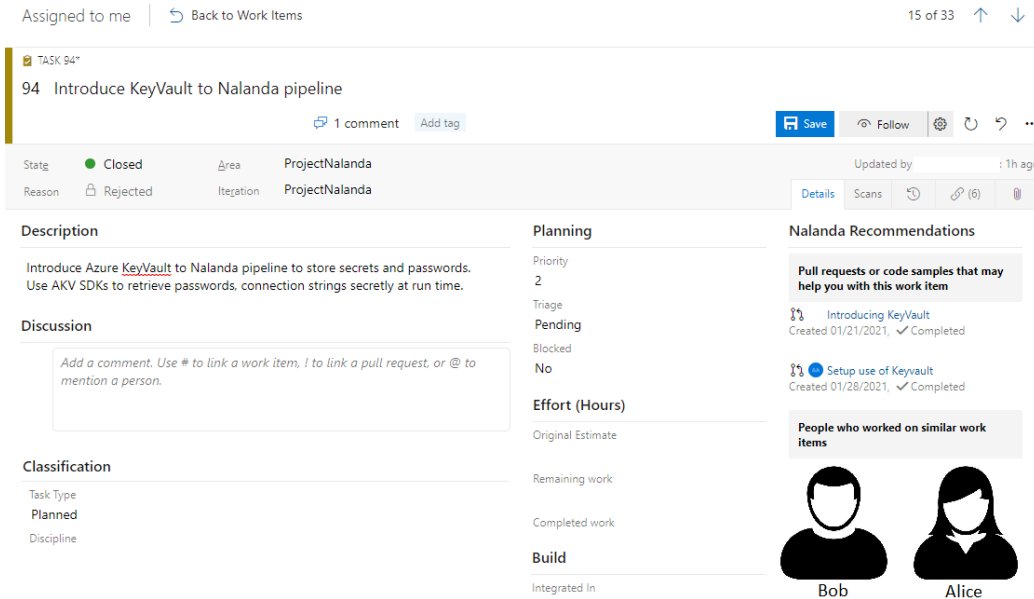 Assigned to me
Back to Work Items
15 of 33
TASK 94*
94 Introduce KeyVault to Nalanda pipeline
1 comment
Add tag
Save
Follow
State
Closed
Area
ProjectNalanda
Updated by : 1h ag
Reason
Rejected
Iteration
ProjectNalanda
Details
Scans
(6)
Description
Introduce Azure KeyVault to Nalanda pipeline to store secrets and passwords.
Use AKV SDKs to retrieve passwords, connection strings secretly at run time.
Discussion
Add a comment. Use # to link a work item, ! to link a pull request, or @ to
mention a person.
Classification
Task Type
Planned
Discipline
Planning
Priority
2
Triage
Pending
Blocked
No
Effort (Hours)
Original Estimate
Remaining work
Completed work
Build
Integrated In
Nalanda Recommendations
Pull requests or code samples that may
help you with this work item
Introducing KeyVault
Created 01/21/2021, Completed
Setup use of Keyvault
Created 01/28/2021, Completed
People who worked on similar work
items
Bob
Alice